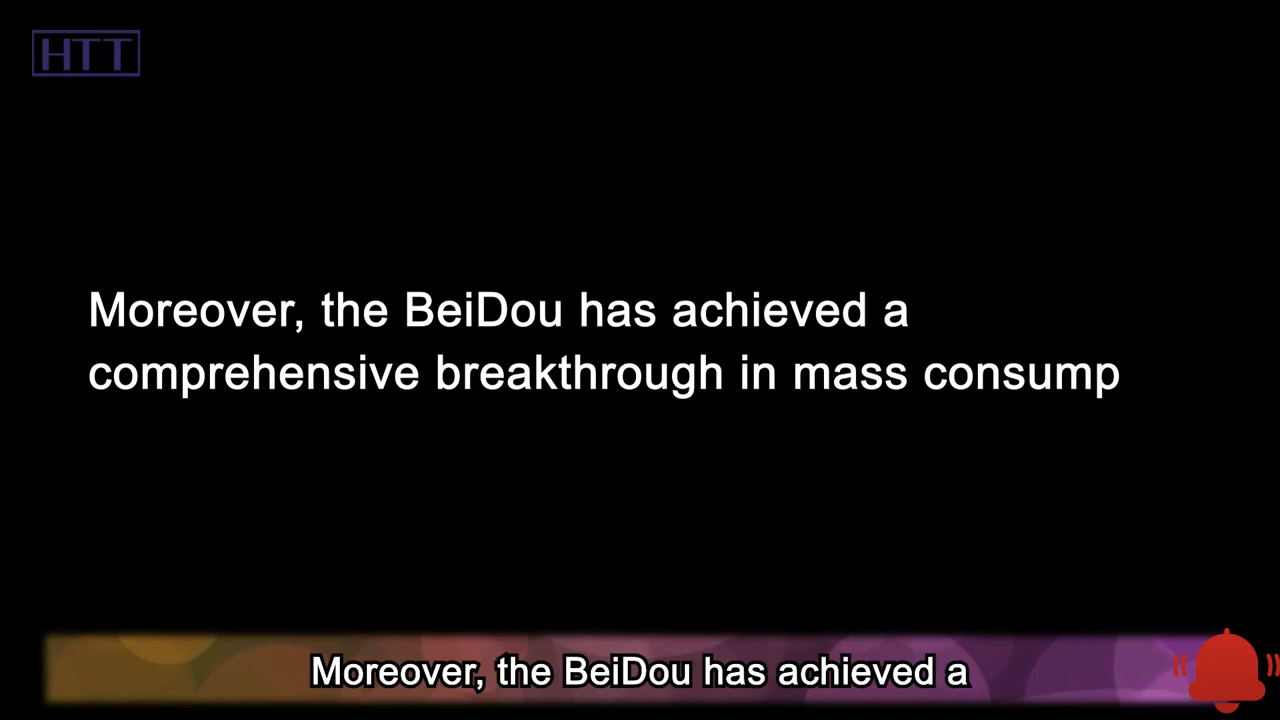 HTT
Moreover, the BeiDou has achieved a
comprehensive breakthrough in mass consump
Moreover, the BeiDou has achieved a